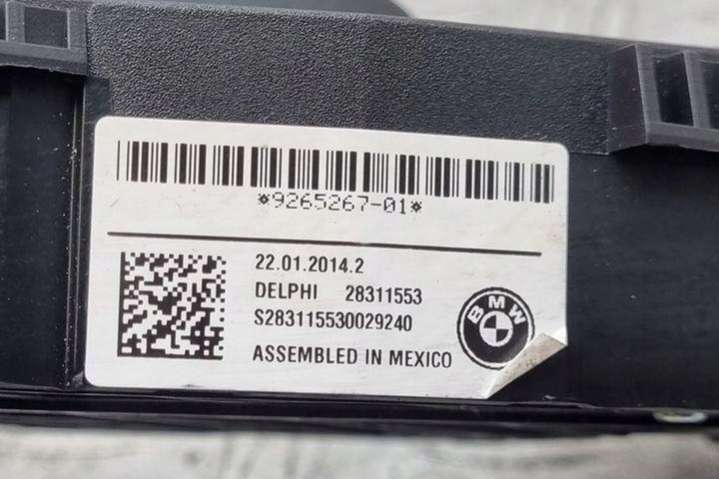 *9265267-01*
22.01.2014.2
DELPHI 28311553
S283115530029240
BMW
ASSEMBLED IN MEXICO